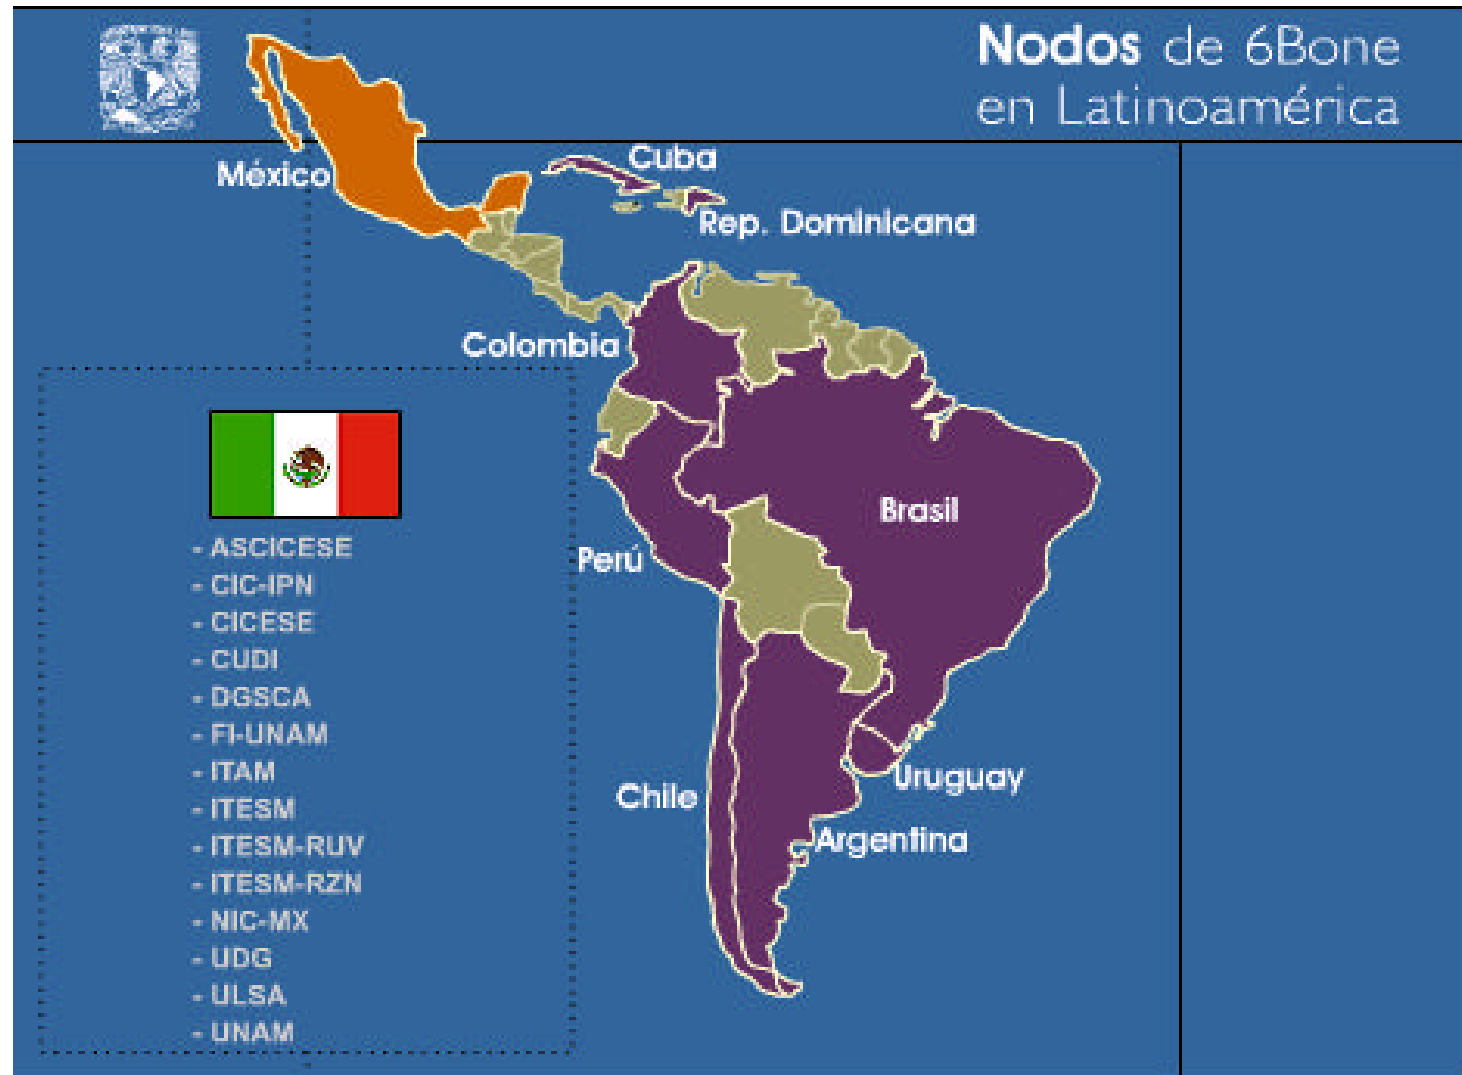 Nodos de 6Bone
en Latinoamérica
Cuba
México
Rep. Dominicana
Colombia
Brasil
Perú
Chile
Uruguay
Argentina
- ASCICESE
- CIC-IPN
- CICESE
- CUDI
- DGSCA
- FI-UNAM
- ITAM
- ITESM
- ITESM-RUV
- ITESM-RZN
- NIC-MX
- UDG
- ULSA
- UNAM